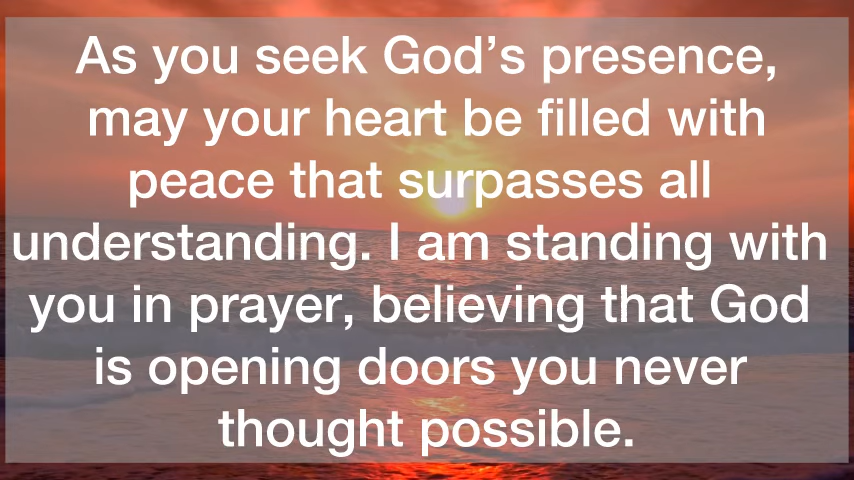 As you seek God’s presence,
may your heart be filled with
peace that surpasses all
understanding. I am standing with
you in prayer, believing that God
is opening doors you never
thought possible.